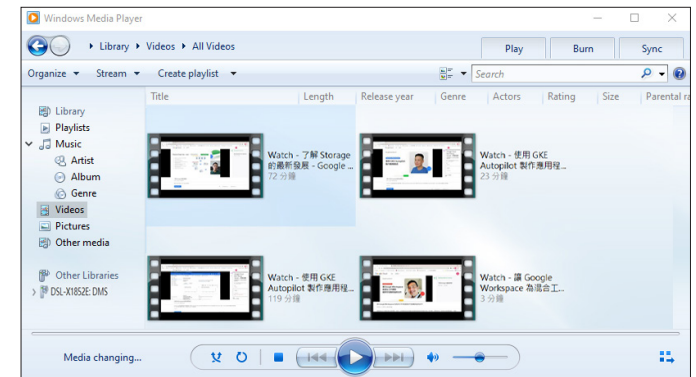 Windows Media Player
Library Videos All Videos
Play Burn Sync
Organize Stream Create playlist Search
Title Length Release year Genre Actors Rating Size Parental ra
Library
Playlists
Music
Artist
Album
Genre
Videos
Pictures
Other media
Other Libraries
DSL-X1852E: DMS
Watch - 了解 Storage
的最新發展 - Google ...
72 分鐘
Watch - 使用 GKE
Autopilot 製作應用程...
23 分鐘
Watch - 使用 GKE
Autopilot 製作應用程...
119 分鐘
Watch - 讓 Google
Workspace 為混合工...
3 分鐘
Media changing...